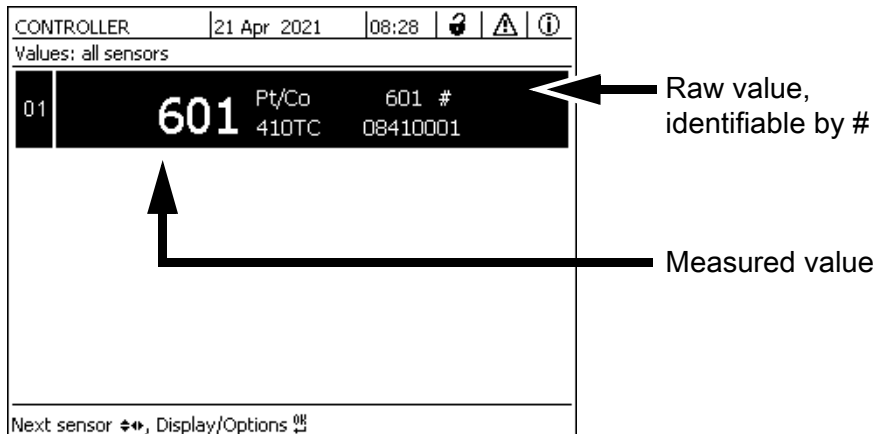 CONTROLLER 21 Apr 2021 08:28
Values: all sensors
01 601 Pt/Co 601 #
410TC 08410001
Raw value,
identifiable by #
Measured value
Next sensor, Display/Options OK